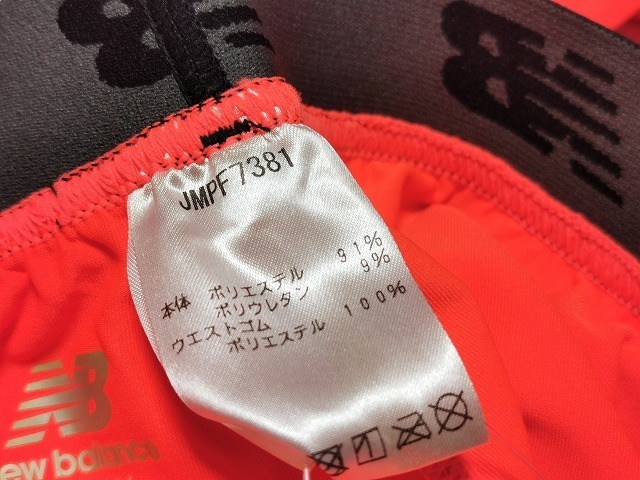 JMPF7381
本体 ポリエステル 91%
ポリウレタン 9%
ウエストゴム
ポリエステル 100%
new balance